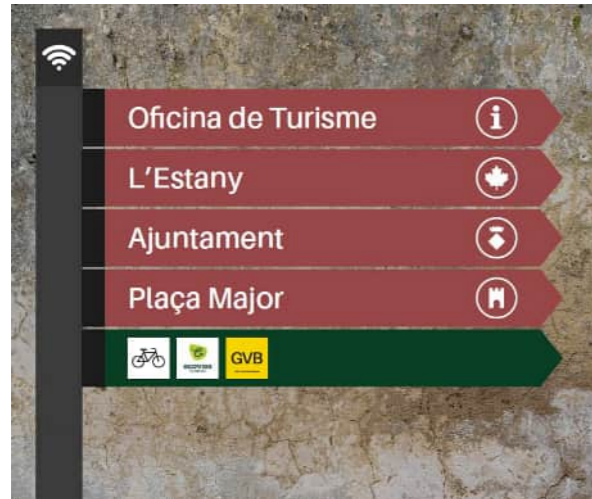 Oficina de Turisme
L'Estany
Ajuntament
Plaça Major
GVB